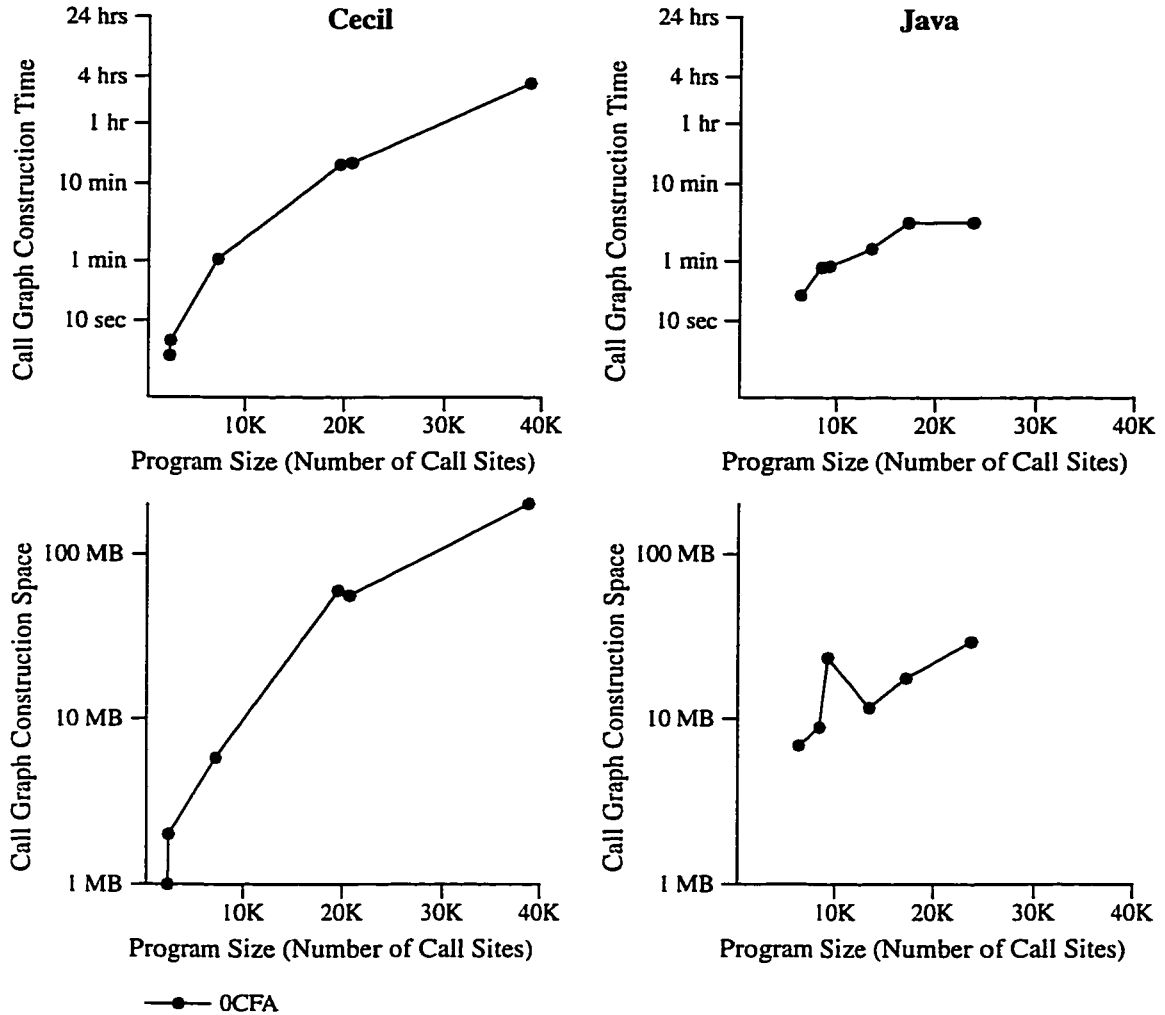 Cecil
24 hrs
4 hrs
1 hr
10 min
1 min
10 sec
Call Graph Construction Time
10K
20K
30K
40K
Program Size (Number of Call Sites)
Java
24 hrs
4 hrs
1 hr
10 min
1 min
10 sec
Call Graph Construction Time
10K
20K
30K
40K
Program Size (Number of Call Sites)
100 MB
10 MB
1 MB
Call Graph Construction Space
10K
20K
30K
40K
Program Size (Number of Call Sites)
100 MB
10 MB
1 MB
Call Graph Construction Space
10K
20K
30K
40K
Program Size (Number of Call Sites)
0CFA